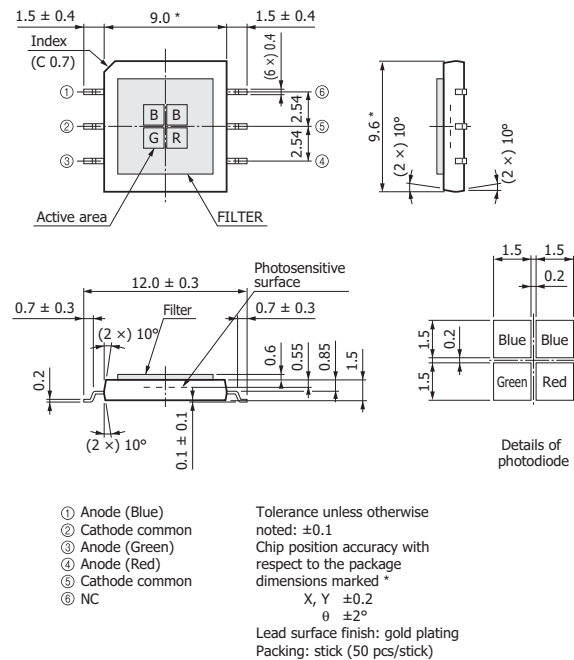 1.5 ± 0.4
9.0 *
1.5 ± 0.4
Index
(C 0.7)
(6 ×) 0.4
①
②
③
B B
G R
⑥
⑤
④
2.54
2.54
Active area
FILTER
9.6 *
(2 ×) 10°
(2 ×) 10°
12.0 ± 0.3
Photosensitive
surface
0.7 ± 0.3
Filter
0.7 ± 0.3
(2 ×) 10°
0.2
0.6
0.55
0.85
1.5
(2 ×) 10°
0.1 ± 0.1
1.5
1.5
0.2
1.5
0.2
1.5
Blue Blue
Green Red
Details of
photodiode
① Anode (Blue)
② Cathode common
③ Anode (Green)
④ Anode (Red)
⑤ Cathode common
⑥ NC
Tolerance unless otherwise
noted: ±0.1
Chip position accuracy with
respect to the package
dimensions marked *
X, Y ±0.2
θ ±2°
Lead surface finish: gold plating
Packing: stick (50 pcs/stick)